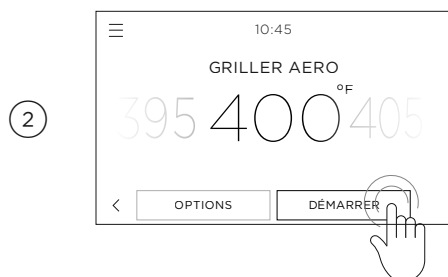 10:45
GRILLER AERO
395 400°F 405
2
OPTIONS DÉMARRER